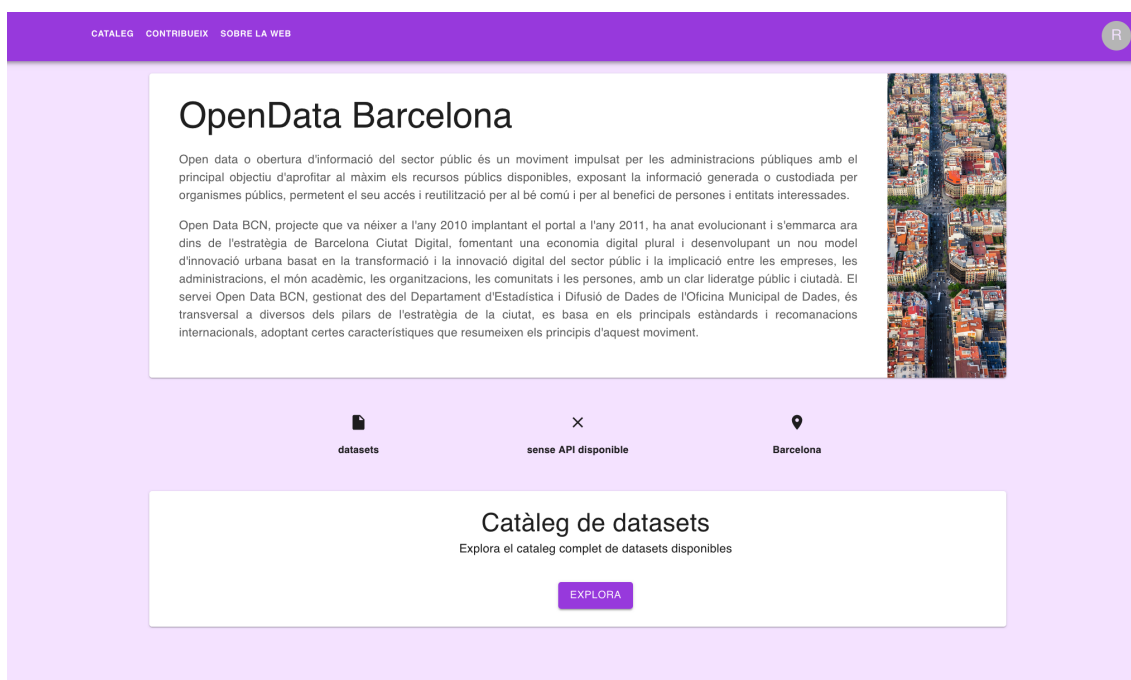 CATALEG CONTRIBUEIX SOBRE LA WEB
R
OpenData Barcelona
Open data o obertura d'informació del sector públic és un moviment impulsat per les administracions públiques amb el
principal objectiu d'aprofitar al màxim els recursos públics disponibles, exposant la informació generada o custodiada per
organismes públics, permetent el seu accés i reutilització per al bé comú i per al benefici de persones i entitats interessades.
Open Data BCN, projecte que va néixer a l'any 2010 implantant el portal a l'any 2011, ha anat evolucionant i s'emmarca ara
dins de l'estratègia de Barcelona Ciutat Digital, fomentant una economia digital plural i desenvolupant un nou model
d'innovació urbana basat en la transformació i la innovació digital del sector públic i la implicació entre les empreses, les
administracions, el món acadèmic, les organitzacions, les comunitats i les persones, amb un clar lideratge públic i ciutadà. El
servei Open Data BCN, gestionat des del Departament d'Estadística i Difusió de Dades de l'Oficina Municipal de Dades, és
transversal a diversos dels pilars de l'estratègia de la ciutat, es basa en els principals estàndards i recomanacions
internacionals, adoptant certes característiques que resumeixen els principis d'aquest moviment.
datasets
sense API disponible
Barcelona
Catàleg de datasets
Explora el cataleg complet de datasets disponibles
EXPLORA